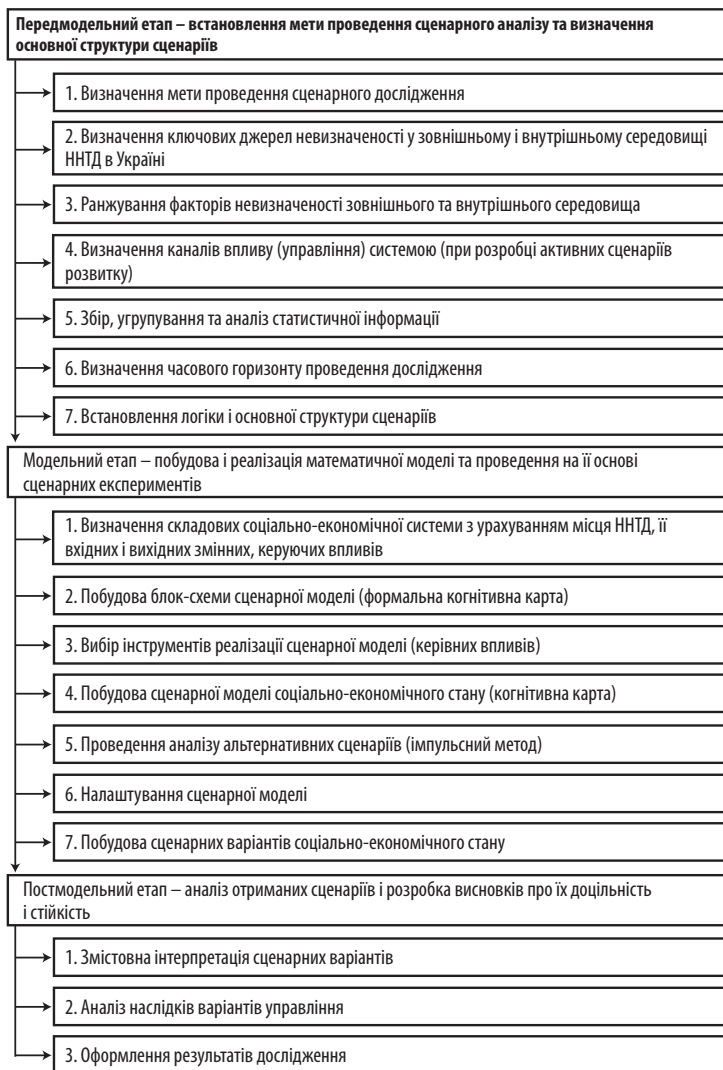 Передмодельний етап – встановлення мети проведення сценарного аналізу та визначення
основної структури сценаріїв
1. Визначення мети проведення сценарного дослідження
2. Визначення ключових джерел невизначеності у зовнішньому і внутрішньому середовищі
ННТД в Україні
3. Ранжування факторів невизначеності зовнішнього та внутрішнього середовища
4. Визначення каналів впливу (управління) системою (при розробці активних сценаріїв
розвитку)
5. Збір, угрупування та аналіз статистичної інформації
6. Визначення часового горизонту проведення дослідження
7. Встановлення логіки і основної структури сценаріїв
Модельний етап – побудова і реалізація математичної моделі та проведення на її основі
сценарних експериментів
1. Визначення складових соціально-економічної системи з урахуванням місця ННТД, її
вхідних і вихідних змінних, керуючих впливів
2. Побудова блок-схеми сценарної моделі (формальна когнітивна карта)
3. Вибір інструментів реалізації сценарної моделі (керівних впливів)
4. Побудова сценарної моделі соціально-економічного стану (когнітивна карта)
5. Проведення аналізу альтернативних сценаріїв (імпульсний метод)
6. Налаштування сценарної моделі
7. Побудова сценарних варіантів соціально-економічного стану
Постмодельний етап – аналіз отриманих сценаріїв і розробка висновків про їх доцільність
і стійкість
1. Змістовна інтерпретація сценарних варіантів
2. Аналіз наслідків варіантів управління
3. Оформлення результатів дослідження